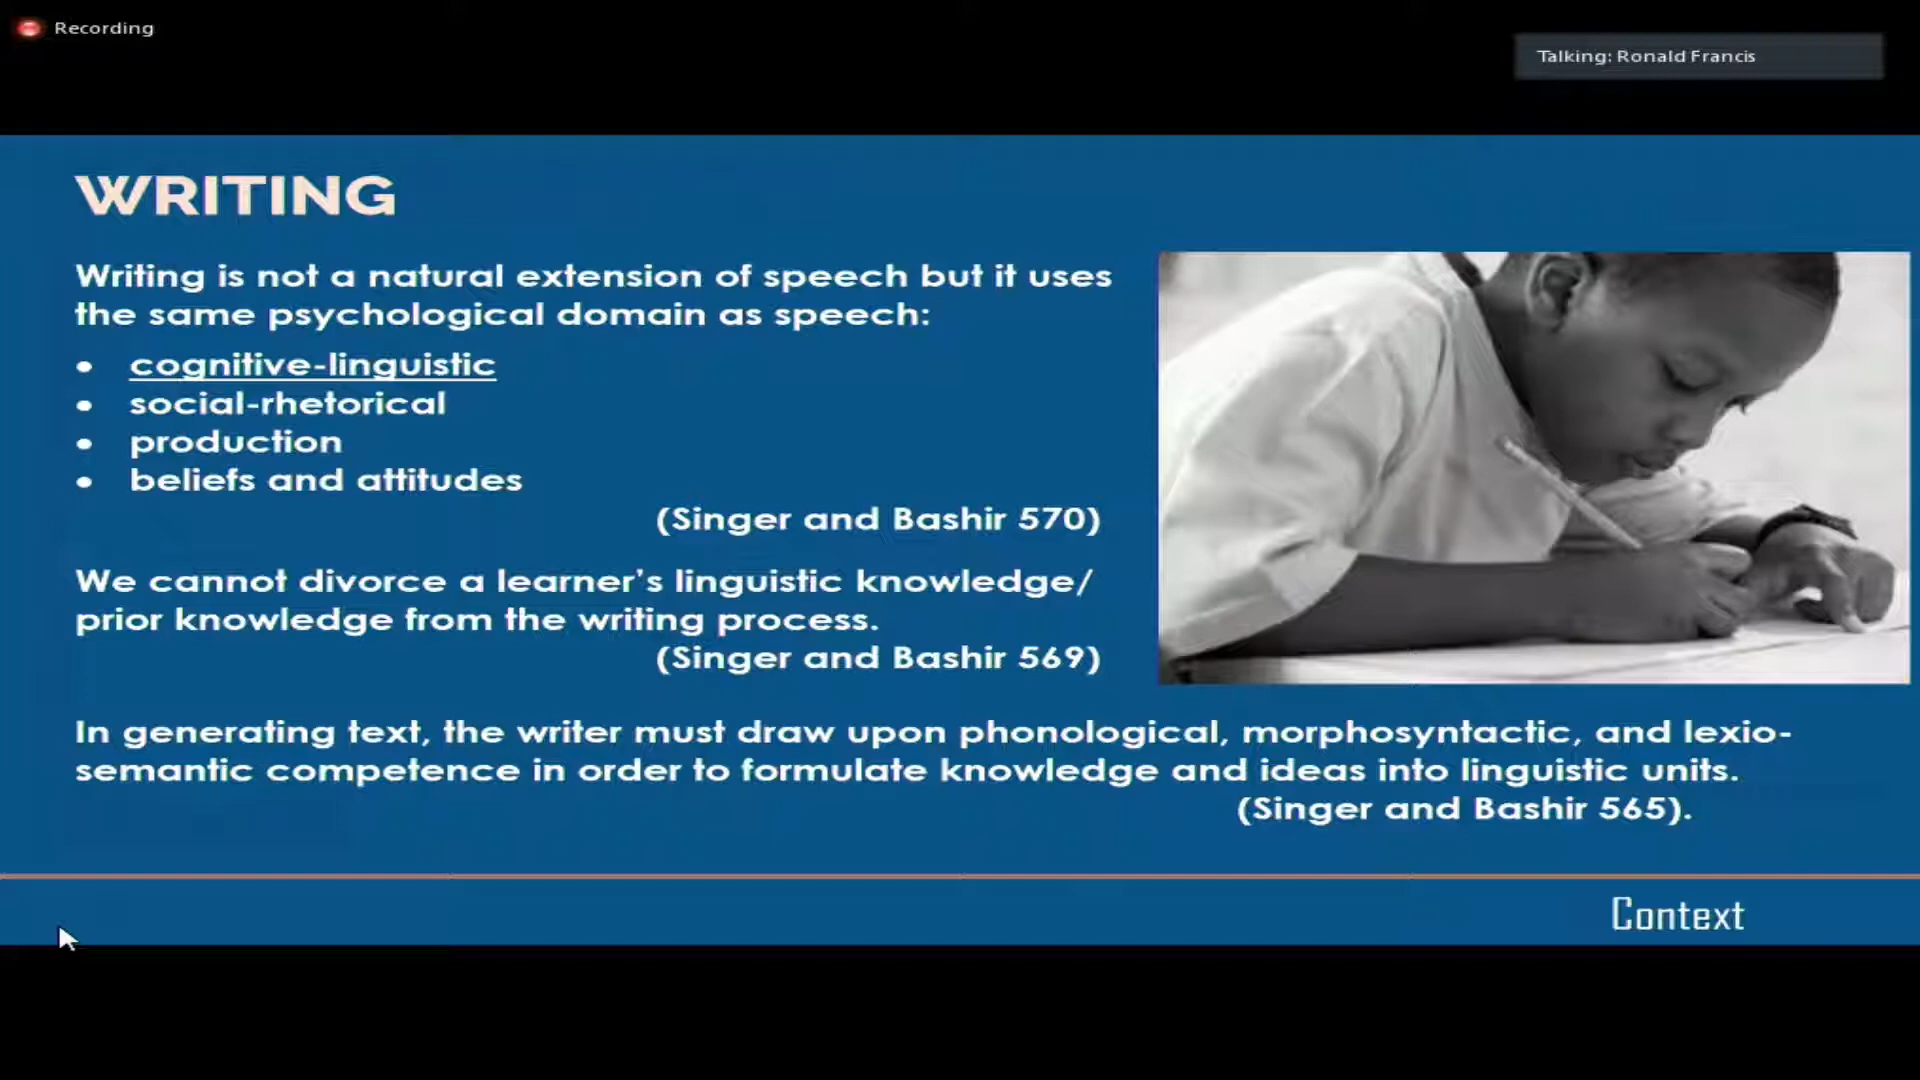 Recording
Talking: Ronald Francis
WRITING
Writing is not a natural extension of speech but it uses
the same psychological domain as speech:
• cognitive-linguistic
• social-rhetorical
• production
• beliefs and attitudes
(Singer and Bashir 570)
We cannot divorce a learner's linguistic knowledge/
prior knowledge from the writing process.
(Singer and Bashir 569)
In generating text, the writer must draw upon phonological, morphosyntactic, and lexio-
semantic competence in order to formulate knowledge and ideas into linguistic units.
(Singer and Bashir 565).
Context